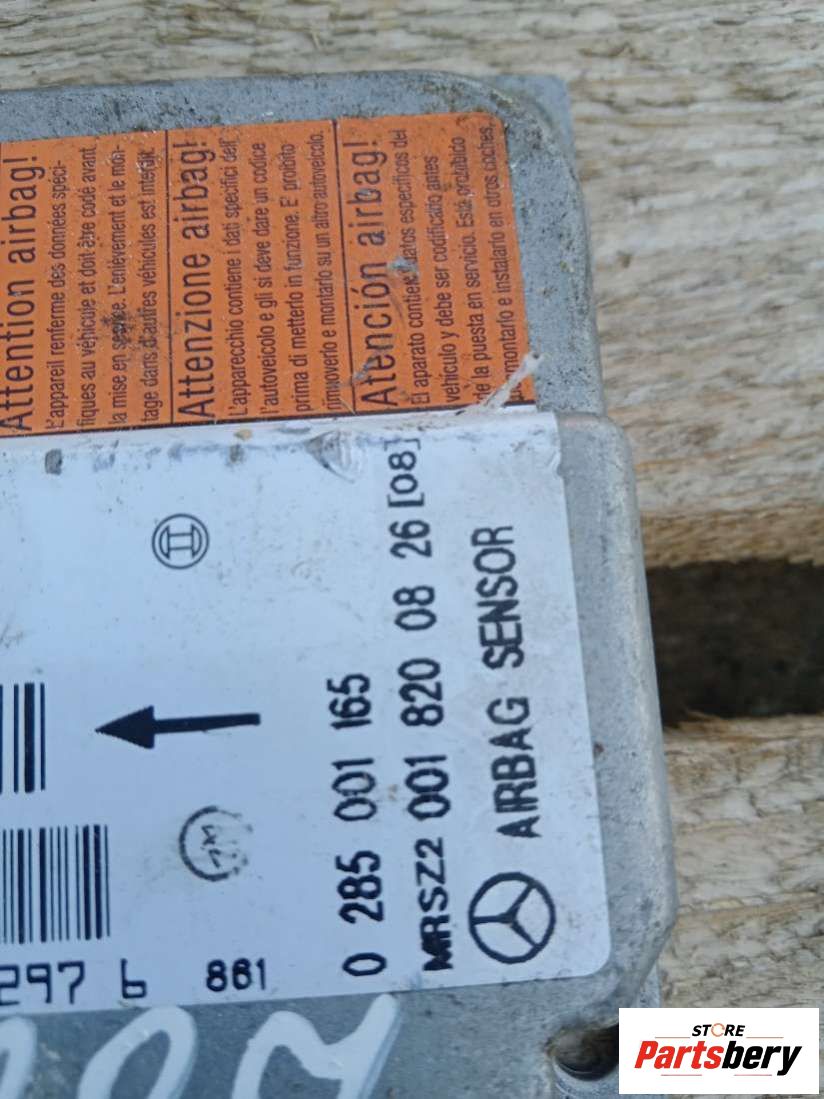 Attention airbag!
L'appareil renferme des données speci-
fiques au véhicule et doit être codé avant
la mise en service. L'enlèvement et le mon-
tage dans d'autres véhicules est interdit.
Attenzione airbag!
L'apparecchio contiene i dati specifici dell'
autoveicolo e gli si deve dare un codice
prima di metterlo in funzione. E' proibito
rimuoverlo e montarlo su un altro autoveicolo.
Atención airbag!
El aparato contiene datos específicos del
vehículo y debe ser codificado antes
de la puesta en servicio. Está prohibido
montarlo e instalarlo en otros coches.
AIRBAG SENSOR
MRSZ2 001 820 08 26 [08]
0 285 001 165
297 6 881
STORE
Partsbery